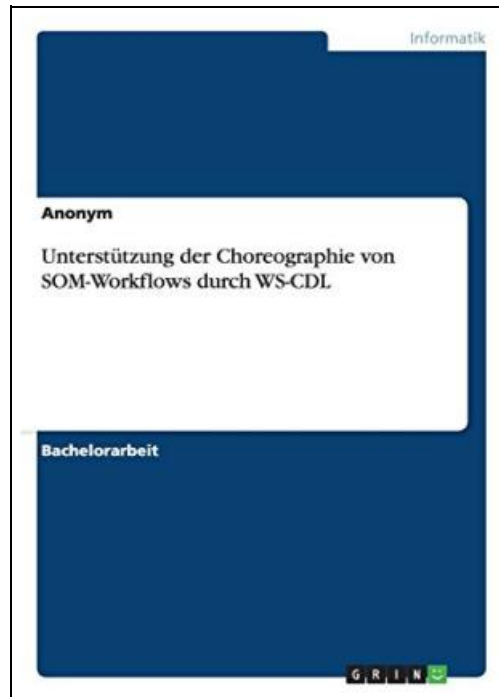 Informatik
Anonym
Unterstützung der Choreographie von
SOM-Workflows durch WS-CDL
Bachelorarbeit
GRIN